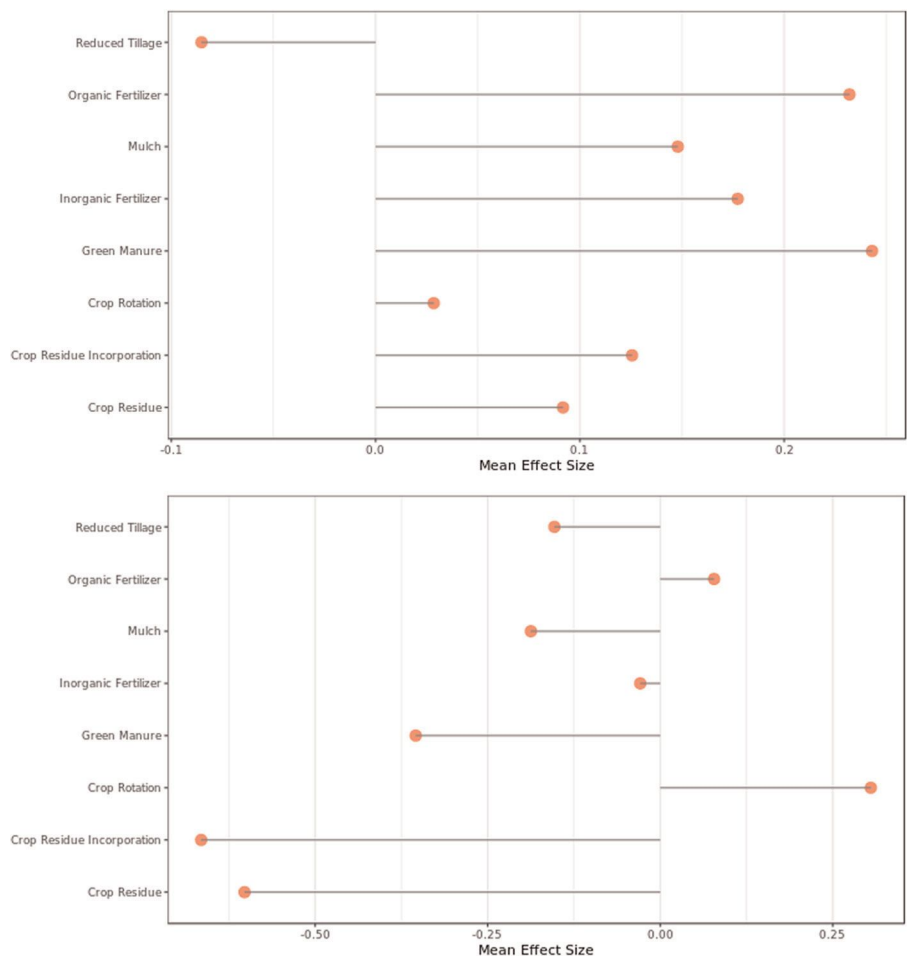 Reduced Tillage
Organic Fertilizer
Mulch
Inorganic Fertilizer
Green Manure
Crop Rotation
Crop Residue Incorporation
Crop Residue
-0.1 0.0 0.1 0.2
Mean Effect Size
Reduced Tillage
Organic Fertilizer
Mulch
Inorganic Fertilizer
Green Manure
Crop Rotation
Crop Residue Incorporation
Crop Residue
-0.50 -0.25 0.00 0.25
Mean Effect Size